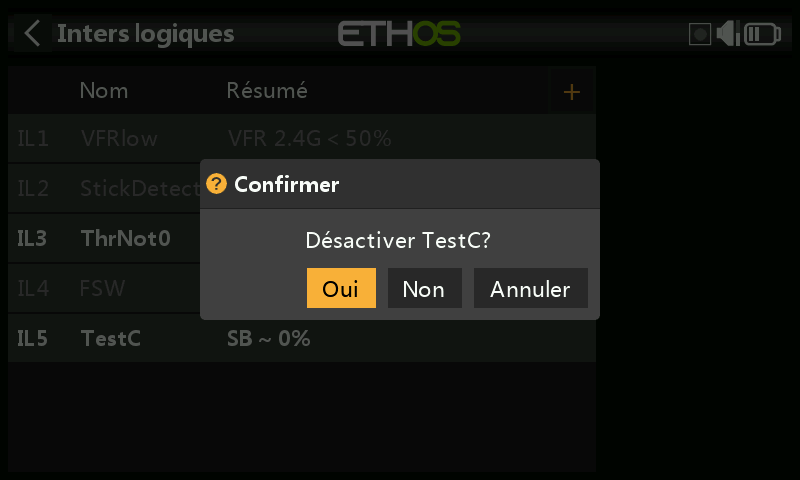 Inters logiques ETHOS
Nom Résumé +
IL1 VFRlow VFR 2.4G < 50%
IL2 StickDetect
? Confirmer
IL3 ThrNot0
Désactiver TestC?
IL4 FSW
Oui Non Annuler
IL5 TestC SB ~ 0%